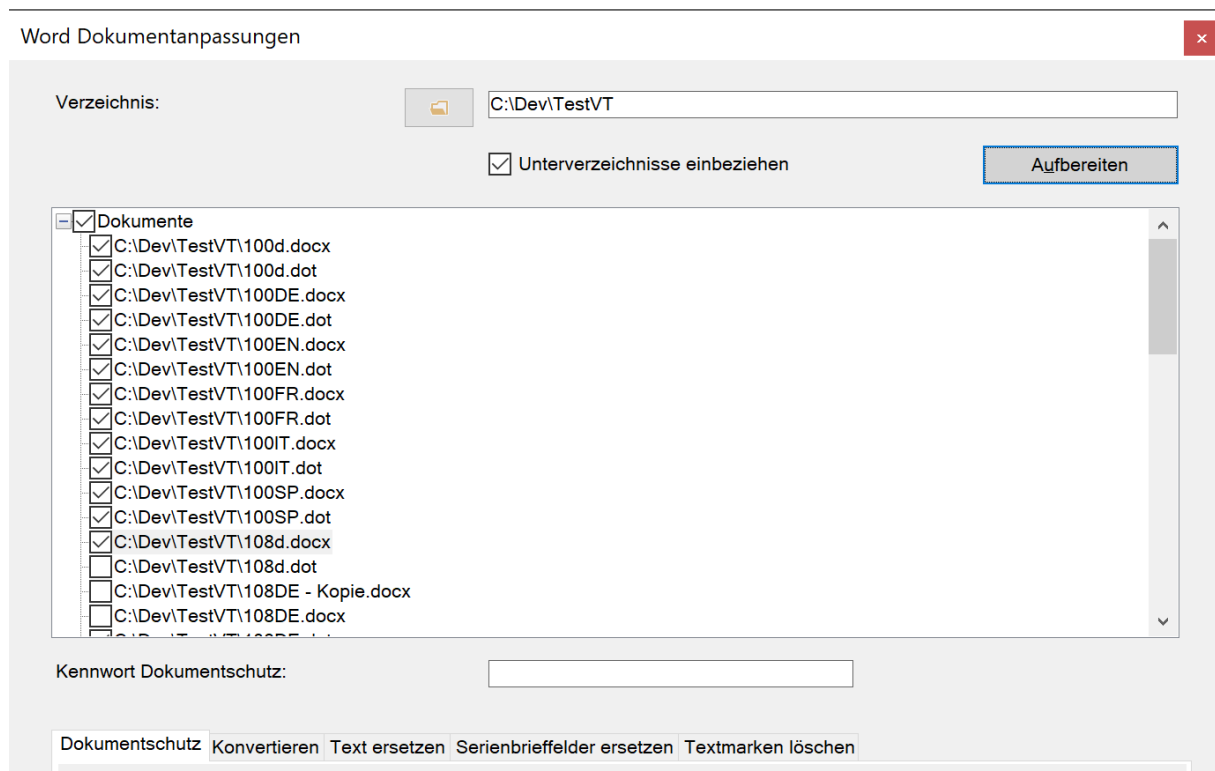 Word Dokumentanpassungen
Verzeichnis:
C:\Dev\TestVT
Unterverzeichnisse einbeziehen
Aufbereiten
Dokumente
C:\Dev\TestVT\100d.docx
C:\Dev\TestVT\100d.dot
C:\Dev\TestVT\100DE.docx
C:\Dev\TestVT\100DE.dot
C:\Dev\TestVT\100EN.docx
C:\Dev\TestVT\100EN.dot
C:\Dev\TestVT\100FR.docx
C:\Dev\TestVT\100FR.dot
C:\Dev\TestVT\100IT.docx
C:\Dev\TestVT\100IT.dot
C:\Dev\TestVT\100SP.docx
C:\Dev\TestVT\100SP.dot
C:\Dev\TestVT\108d.docx
C:\Dev\TestVT\108d.dot
C:\Dev\TestVT\108DE - Kopie.docx
C:\Dev\TestVT\108DE.docx
Kennwort Dokumentschutz:
Dokumentschutz Konvertieren Text ersetzen Serienbrieffelder ersetzen Textmarken löschen